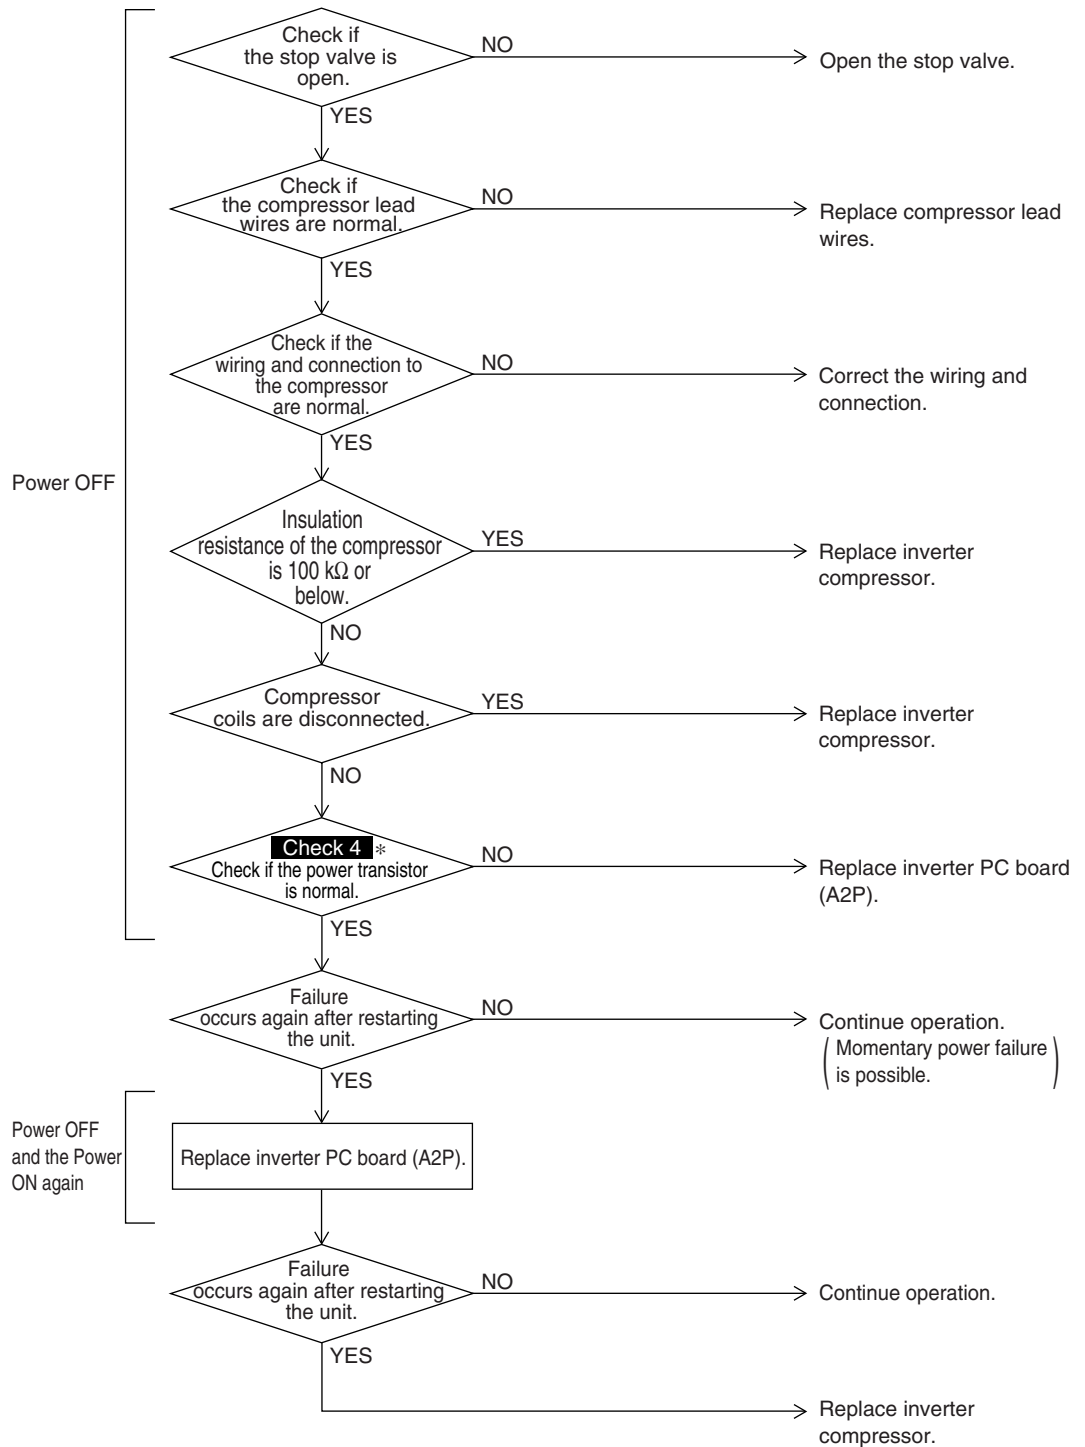 Check if
the stop valve is
open.
NO
Open the stop valve.
YES
Check if
the compressor lead
wires are normal.
NO
Replace compressor lead
wires.
YES
Check if the
wiring and connection to
the compressor
are normal.
NO
Correct the wiring and
connection.
YES
Power OFF
Insulation
resistance of the compressor
is 100 kΩ or
below.
YES
Replace inverter
compressor.
NO
Compressor
coils are disconnected.
YES
Replace inverter
compressor.
NO
Check 4 *
Check if the power transistor
is normal.
NO
Replace inverter PC board
(A2P).
YES
Failure
occurs again after restarting
the unit.
NO
Continue operation.
(Momentary power failure
is possible.)
YES
Power OFF
and the Power
ON again
Replace inverter PC board (A2P).
Failure
occurs again after restarting
the unit.
NO
Continue operation.
YES
Replace inverter
compressor.